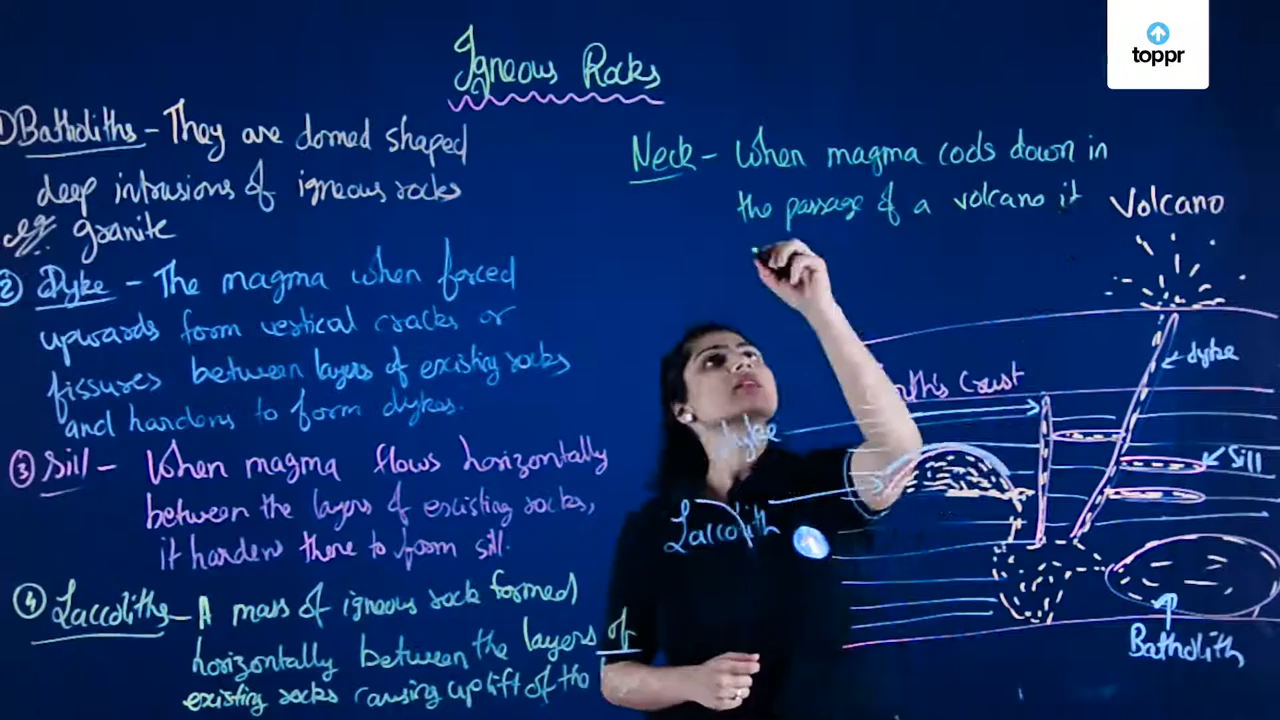 Igneous Rocks
toppr
1) Batholiths - They are domed shaped
deep intrusions of igneous rocks
eg. granite
2) Dyke - The magma when forced
upwards form vertical cracks or
fissures between layers of existing rocks
and hardens to form dykes.
3) Sill - When magma flows horizontally
between the layers of existing rocks,
it hardens there to form sill.
4) Laccoliths - A mass of igneous rock formed
horizontally between the layers of
existing rocks causing uplift of the
Neck - When magma cools down in
the passage of a volcano it
Volcano
dyke
Crust
dyke
Sill
Laccolith
Batholith